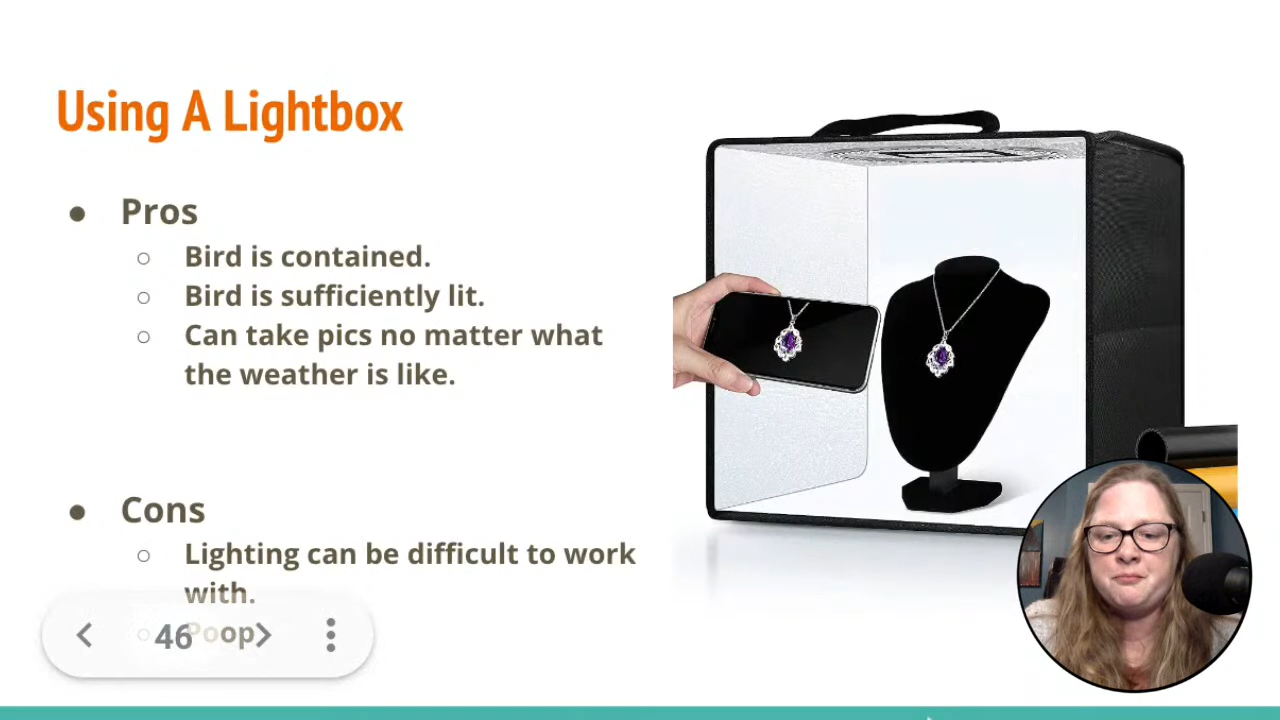 Using A Lightbox
● Pros
○ Bird is contained.
○ Bird is sufficiently lit.
○ Can take pics no matter what
the weather is like.
● Cons
○ Lighting can be difficult to work
with.
○ Poop
46